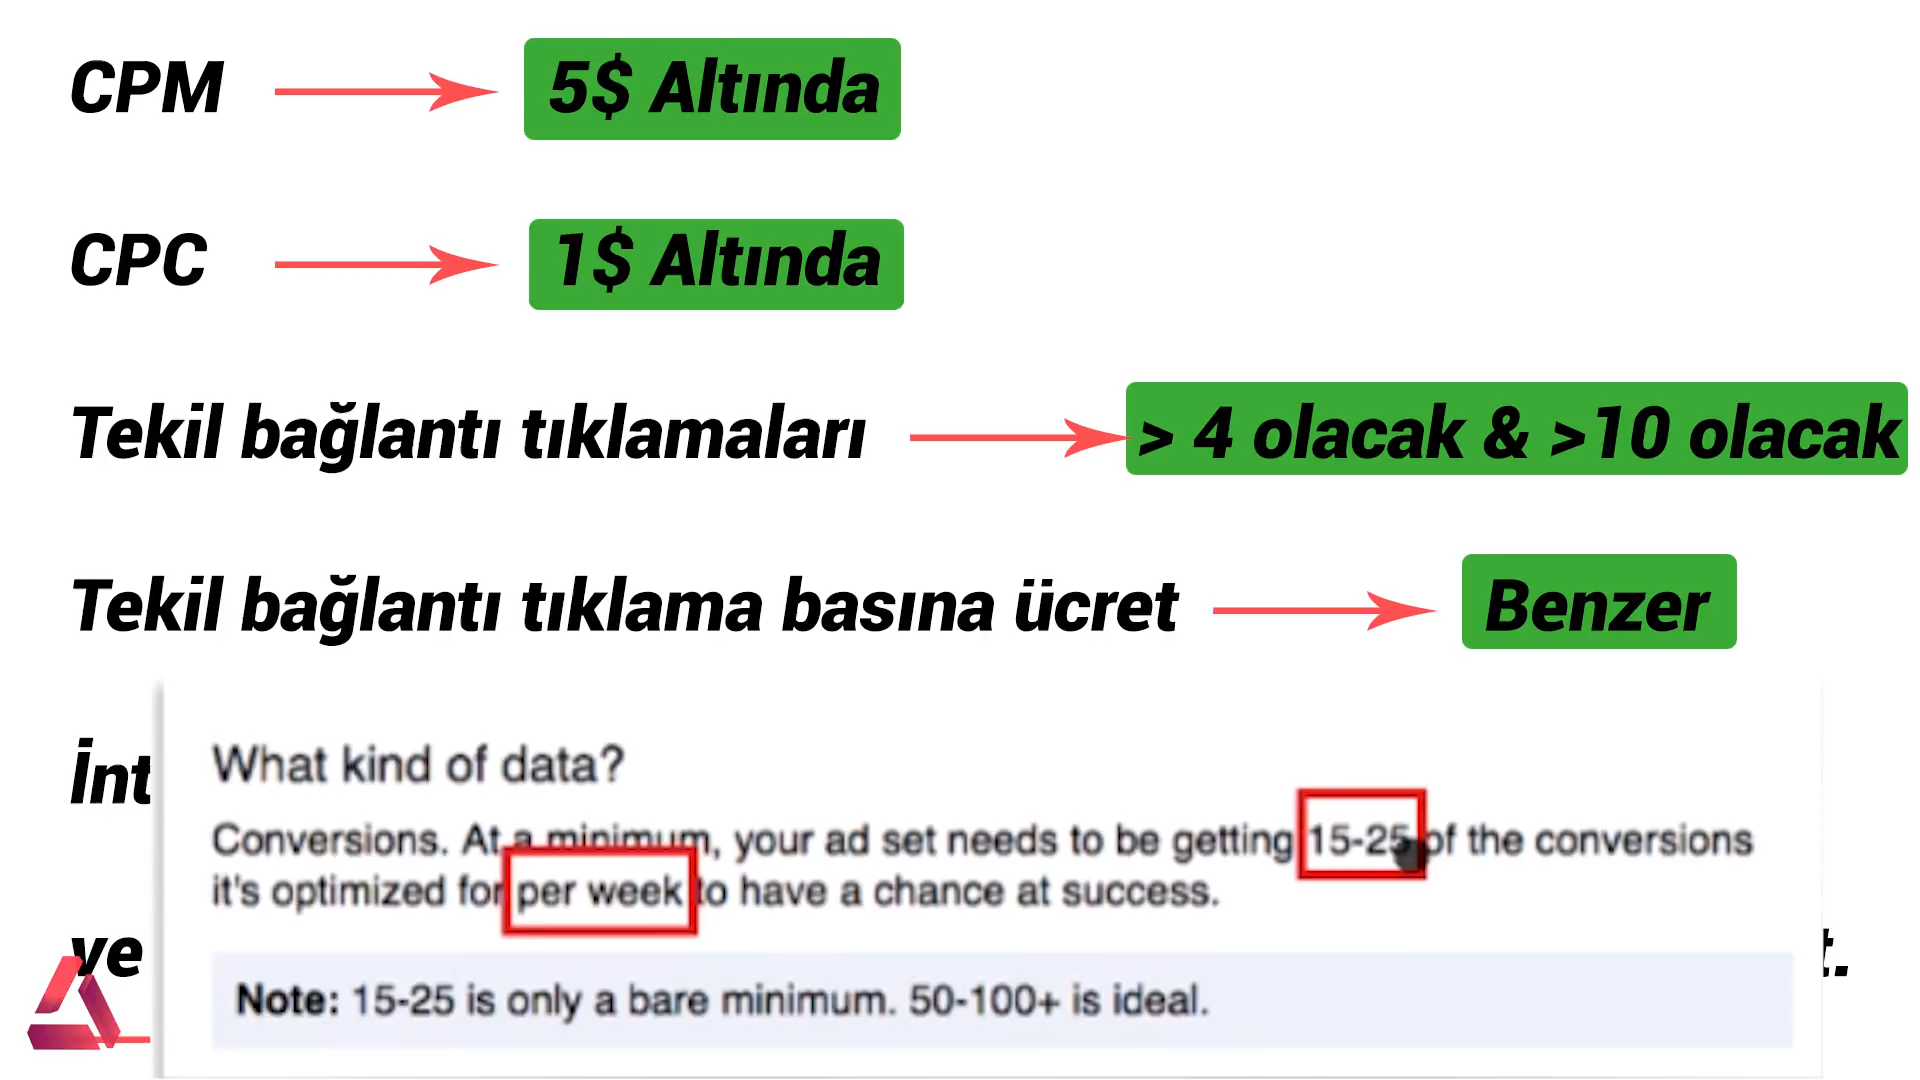 CPM 5$ Altında
CPC 1$ Altında
Tekil bağlantı tıklamaları > 4 olacak & >10 olacak
Tekil bağlantı tıklama basına ücret Benzer
What kind of data?
Conversions. At a minimum, your ad set needs to be getting 15-25 of the conversions
it's optimized for per week to have a chance at success.
ve
Note: 15-25 is only a bare minimum. 50-100+ is ideal.